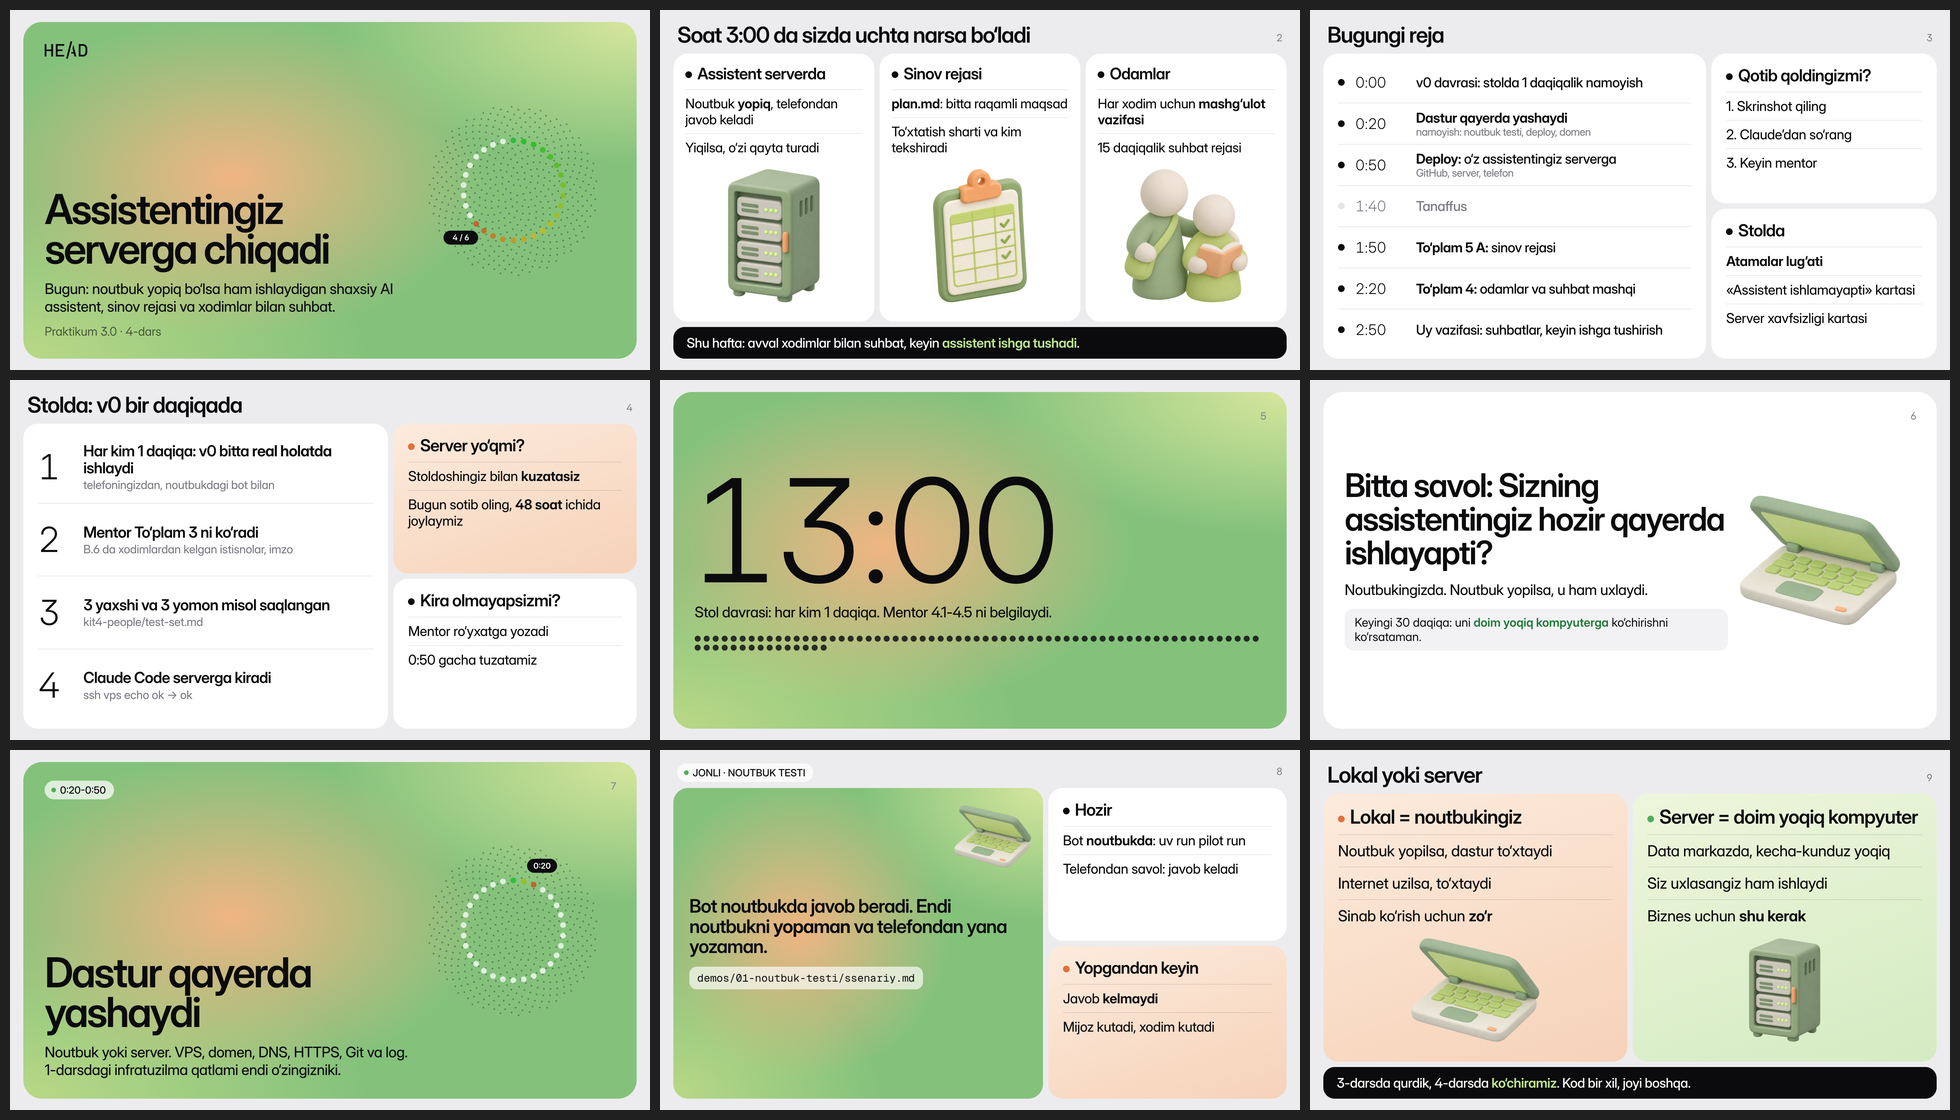 HEAD
4 / 6
Assistentingiz
serverga chiqadi
Bugun: noutbuk yopiq bo‘lsa ham ishlaydigan shaxsiy AI
assistent, sinov rejasi va xodimlar bilan suhbat.
Praktikum 3.0 · 4-dars
Soat 3:00 da sizda uchta narsa bo‘ladi
2
Assistent serverda
Noutbuk yopiq, telefondan
javob keladi
Yiqilsa, o‘zi qayta turadi
Sinov rejasi
plan.md: bitta raqamli maqsad
To‘xtatish sharti va kim
tekshiradi
Odamlar
Har xodim uchun mashg‘ulot
vazifasi
15 daqiqalik suhbat rejasi
Shu hafta: avval xodimlar bilan suhbat, keyin assistent ishga tushadi.
Bugungi reja
3
0:00 v0 davrasi: stolda 1 daqiqalik namoyish
0:20 Dastur qayerda yashaydi
namoyish: noutbuk testi, deploy, domen
0:50 Deploy: o‘z assistentingiz serverga
GitHub, server, telefon
1:40 Tanaffus
1:50 To‘plam 5 A: sinov rejasi
2:20 To‘plam 4: odamlar va suhbat mashqi
2:50 Uy vazifasi: suhbatlar, keyin ishga tushirish
Qotib qoldingizmi?
1. Skrinshot qiling
2. Claude’dan so‘rang
3. Keyin mentor
Stolda
Atamalar lug‘ati
«Assistent ishlamayapti» kartasi
Server xavfsizligi kartasi
Stolda: v0 bir daqiqada
4
1 Har kim 1 daqiqa: v0 bitta real holatda
ishlaydi
telefoningizdan, noutbukdagi bot bilan
2 Mentor To‘plam 3 ni ko‘radi
B.6 da xodimlardan kelgan istisnolar, imzo
3 3 yaxshi va 3 yomon misol saqlangan
kit4-people/test-set.md
4 Claude Code serverga kiradi
ssh vps echo ok → ok
Server yo‘qmi?
Stoldoshingiz bilan kuzatasiz
Bugun sotib oling, 48 soat ichida
joylaymiz
Kira olmayapsizmi?
Mentor ro‘yxatga yozadi
0:50 gacha tuzatamiz
5
13:00
Stol davrasi: har kim 1 daqiqa. Mentor 4.1-4.5 ni belgilaydi.
6
Bitta savol: Sizning
assistentingiz hozir qayerda
ishlayapti?
Noutbukingizda. Noutbuk yopilsa, u ham uxlaydi.
Keyingi 30 daqiqa: uni doim yoqiq kompyuterga ko‘chirishni
ko‘rsataman.
0:20-0:50
7
0:20
Dastur qayerda
yashaydi
Noutbuk yoki server. VPS, domen, DNS, HTTPS, Git va log.
1-darsdagi infratuzilma qatlami endi o‘zingizniki.
JONLI · NOUTBUK TESTI
8
Bot noutbukda javob beradi. Endi
noutbukni yopaman va telefondan yana
yozaman.
demos/01-noutbuk-testi/ssenariy.md
Hozir
Bot noutbukda: uv run pilot run
Telefondan savol: javob keladi
Yopgandan keyin
Javob kelmaydi
Mijoz kutadi, xodim kutadi
Lokal yoki server
9
Lokal = noutbukingiz
Noutbuk yopilsa, dastur to‘xtaydi
Internet uzilsa, to‘xtaydi
Sinab ko‘rish uchun zo‘r
Server = doim yoqiq kompyuter
Data markazda, kecha-kunduz yoqiq
Siz uxlasangiz ham ishlaydi
Biznes uchun shu kerak
3-darsda qurdik, 4-darsda ko‘chiramiz. Kod bir xil, joyi boshqa.